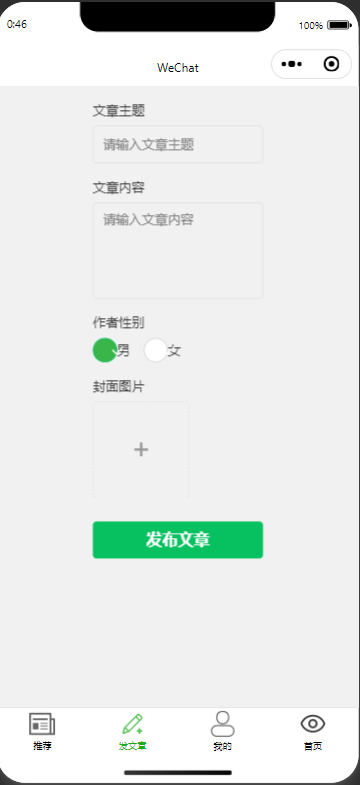 0:46
100%
WeChat
文章主题
请输入文章主题
文章内容
请输入文章内容
作者性别
男 女
封面图片
+
发布文章
推荐 发文章 我的 首页